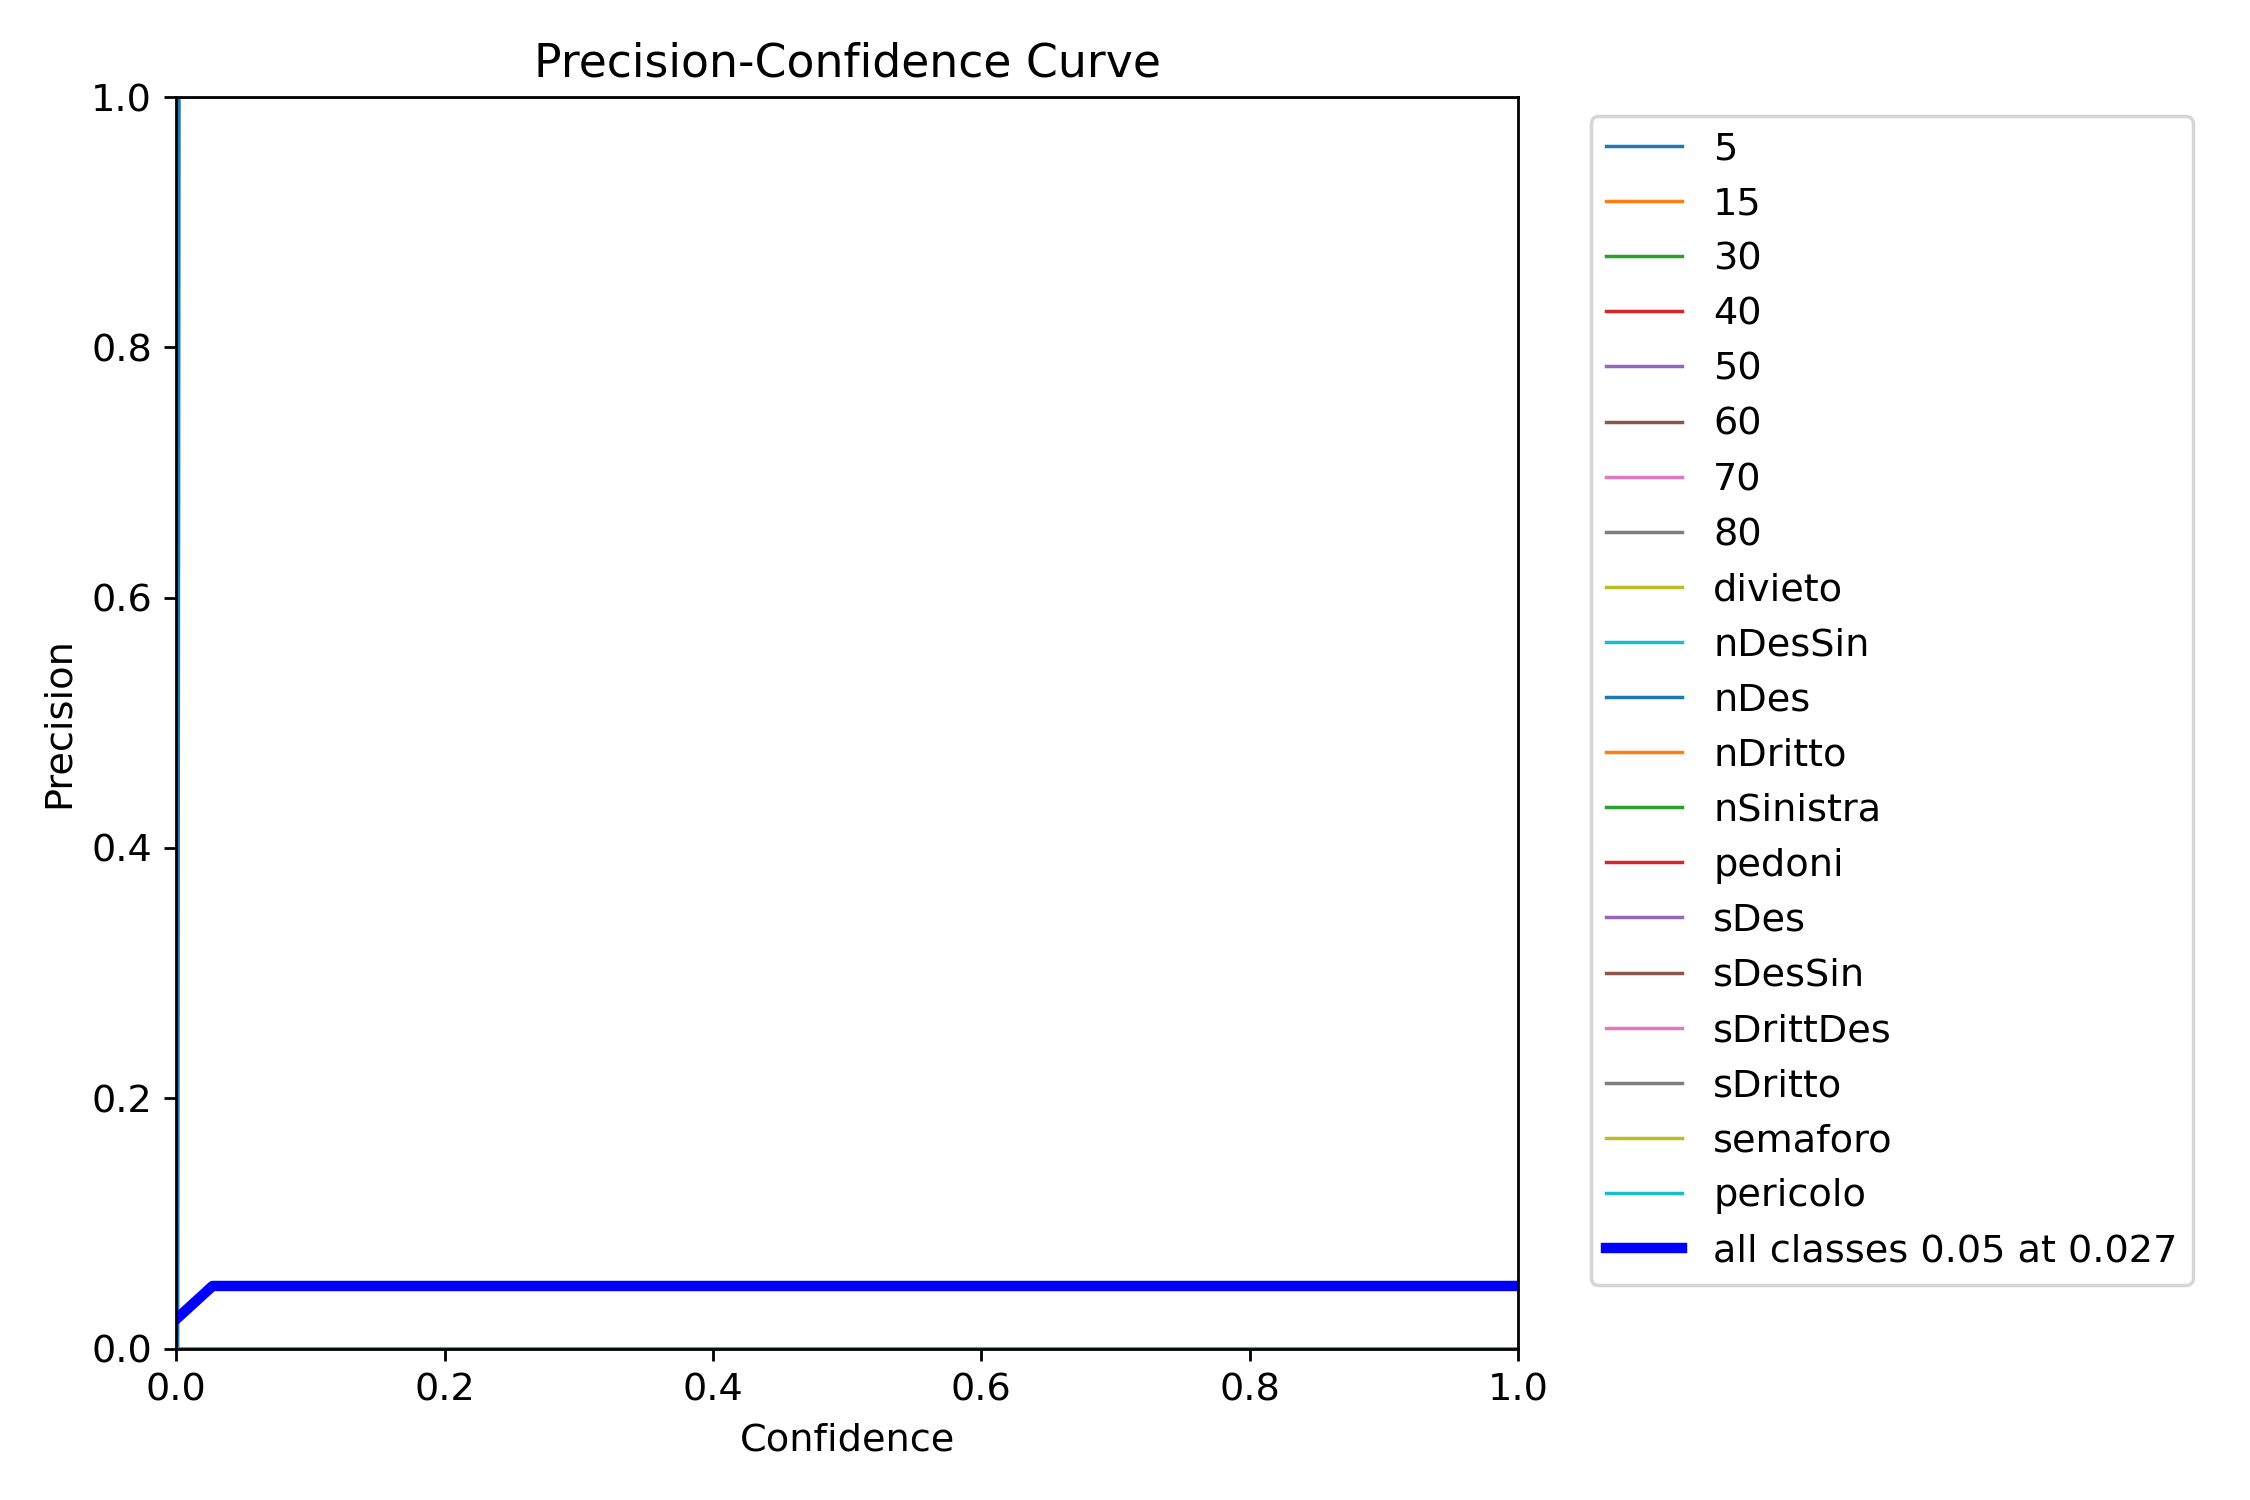 Precision-Confidence Curve
1.0
0.8
0.6
0.4
0.2
0.0
Precision
0.0 0.2 0.4 0.6 0.8 1.0
Confidence
5
15
30
40
50
60
70
80
divieto
nDesSin
nDes
nDritto
nSinistra
pedoni
sDes
sDesSin
sDrittDes
sDritto
semaforo
pericolo
all classes 0.05 at 0.027